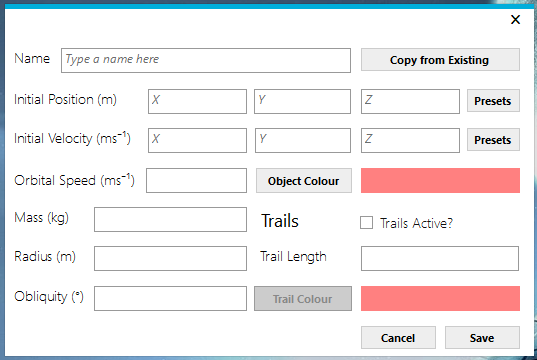 Name Type a name here Copy from Existing
Initial Position (m) X Y Z Presets
Initial Velocity (ms⁻¹) X Y Z Presets
Orbital Speed (ms⁻¹) Object Colour
Mass (kg) Trails Trails Active?
Radius (m) Trail Length
Obliquity (°) Trail Colour
Cancel Save